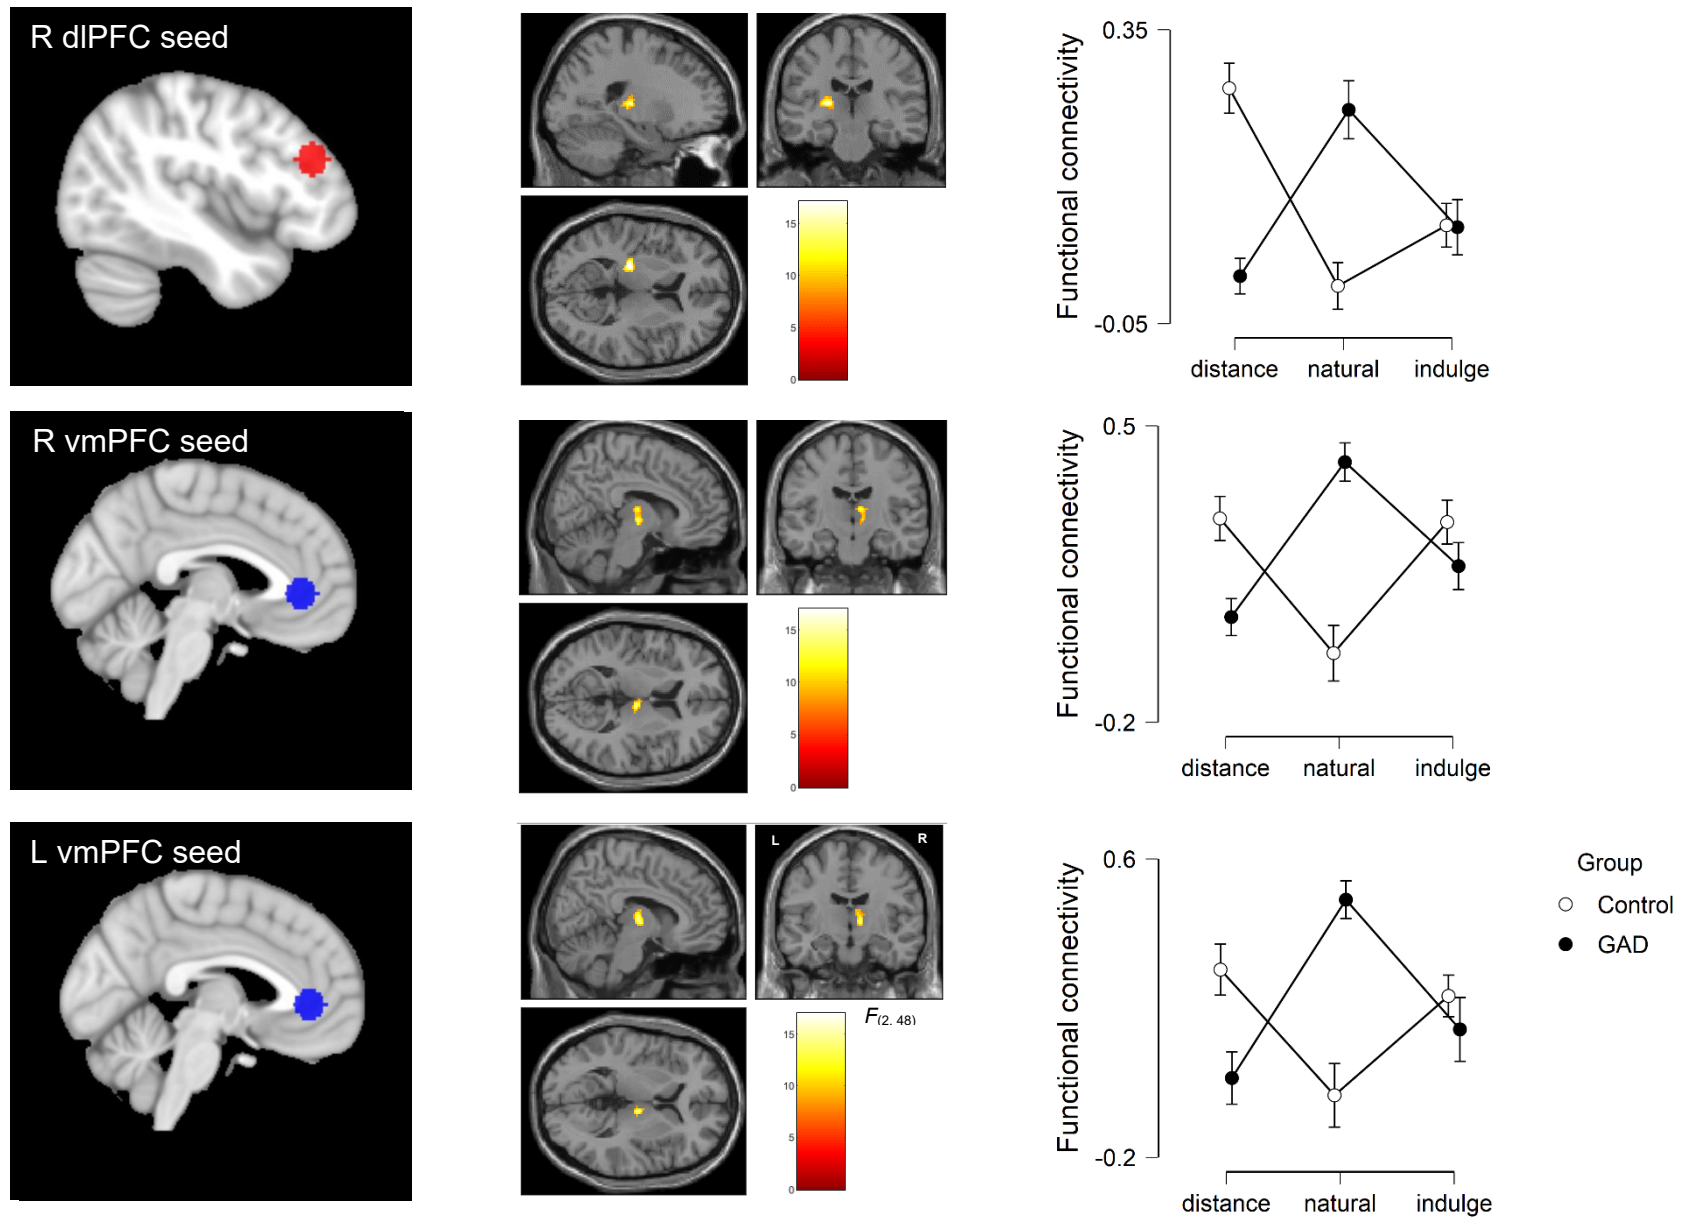 R dlPFC seed
15
10
5
0
Functional connectivity
0.35
-0.05
distance natural indulge
R vmPFC seed
15
10
5
0
Functional connectivity
0.5
-0.2
distance natural indulge
L vmPFC seed
L R
F(2, 48)
15
10
5
0
Functional connectivity
0.6
-0.2
distance natural indulge
Group
Control
GAD